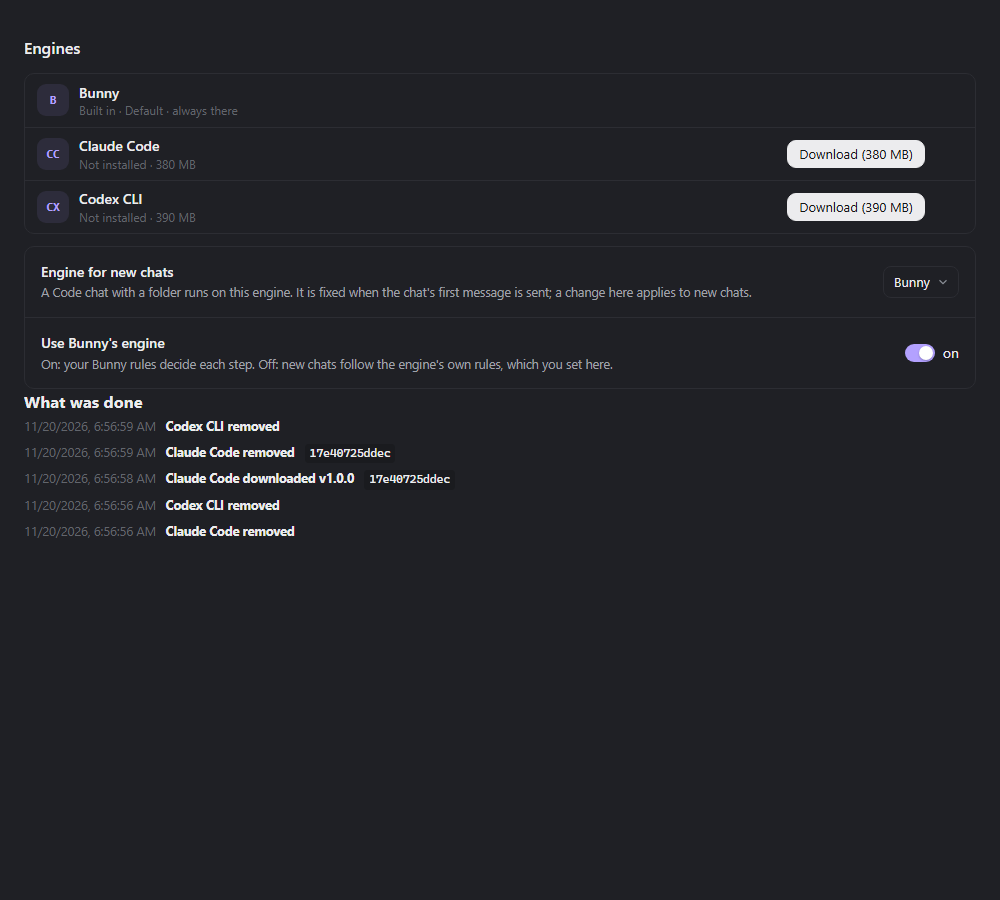 Engines
B
Bunny
Built in · Default · always there
CC
Claude Code
Not installed · 380 MB
Download (380 MB)
CX
Codex CLI
Not installed · 390 MB
Download (390 MB)
Engine for new chats
A Code chat with a folder runs on this engine. It is fixed when the chat's first message is sent; a change here applies to new chats.
Bunny
Use Bunny's engine
On: your Bunny rules decide each step. Off: new chats follow the engine's own rules, which you set here.
on
What was done
11/20/2026, 6:56:59 AM Codex CLI removed
11/20/2026, 6:56:59 AM Claude Code removed 17e40725ddec
11/20/2026, 6:56:58 AM Claude Code downloaded v1.0.0 17e40725ddec
11/20/2026, 6:56:56 AM Codex CLI removed
11/20/2026, 6:56:56 AM Claude Code removed